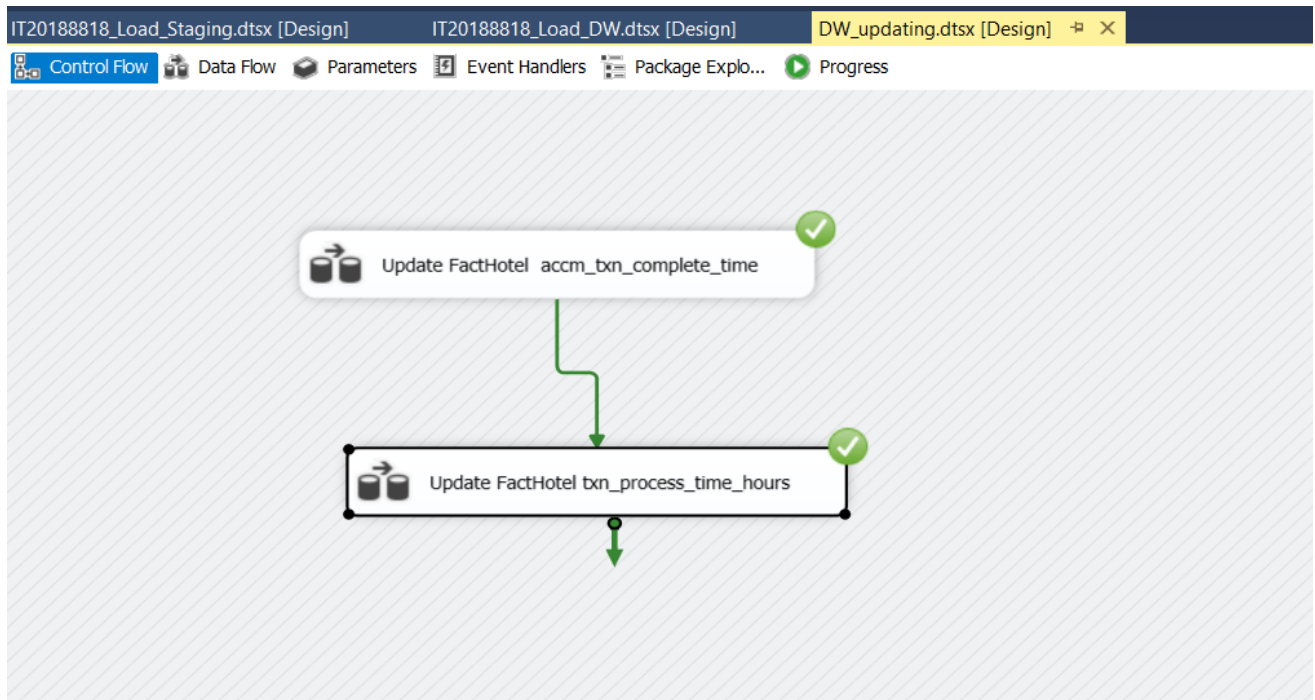 IT20188818_Load_Staging.dtsx [Design] IT20188818_Load_DW.dtsx [Design] DW_updating.dtsx [Design]
Control Flow Data Flow Parameters Event Handlers Package Explo... Progress
Update FactHotel accm_txn_complete_time
Update FactHotel txn_process_time_hours